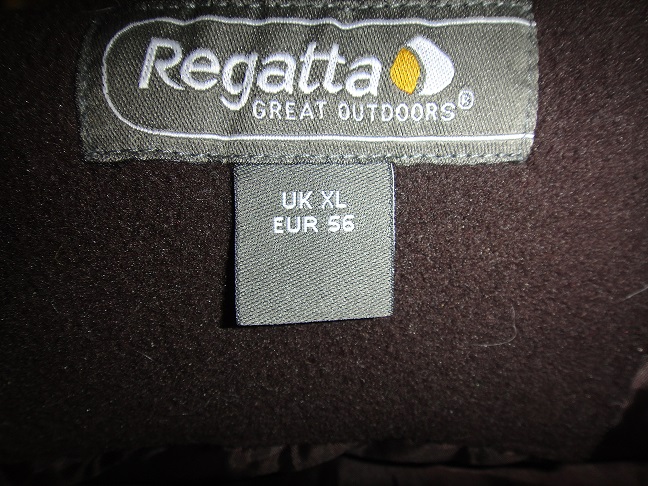 Regatta
GREAT OUTDOORS®
UK XL
EUR 56